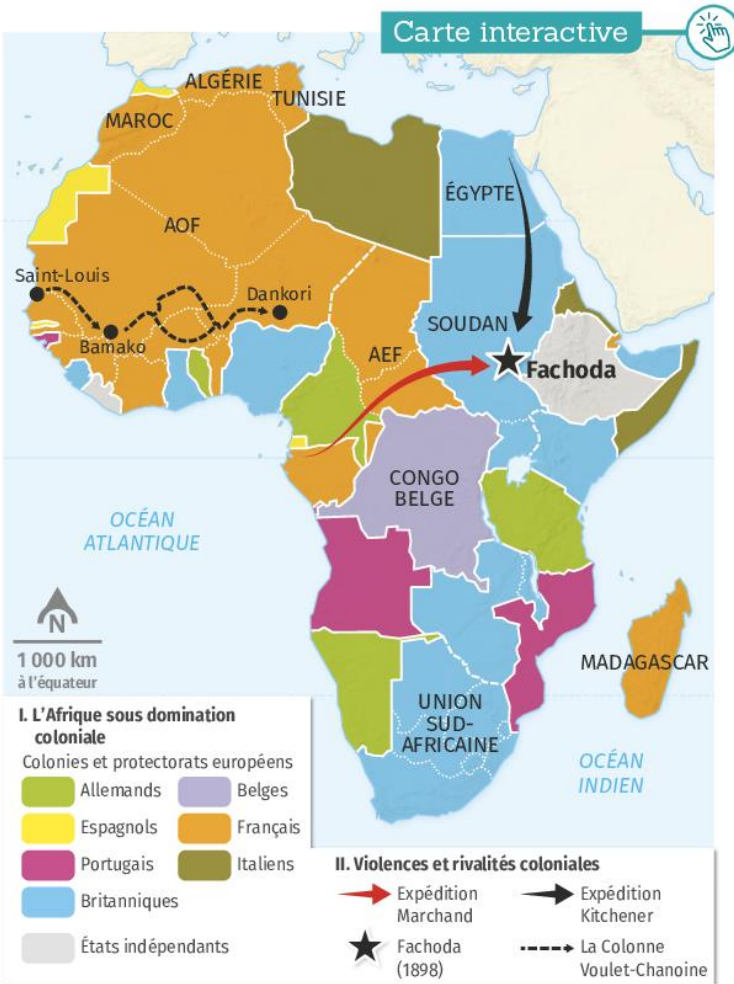 Carte interactive
ALGÉRIE
TUNISIE
MAROC
ÉGYPTE
AOF
Saint-Louis
Dankori
Bamako
SOUDAN
AEF
Fachoda
CONGO
BELGE
OCÉAN
ATLANTIQUE
N
1 000 km
à l'équateur
MADAGASCAR
UNION
SUD-
AFRICAINE
OCÉAN
INDIEN
I. L'Afrique sous domination
coloniale
Colonies et protectorats européens
Allemands
Belges
Espagnols
Français
Portugais
Italiens
Britanniques
États indépendants
II. Violences et rivalités coloniales
Expédition
Marchand
Expédition
Kitchener
Fachoda
(1898)
La Colonne
Voulet-Chanoine